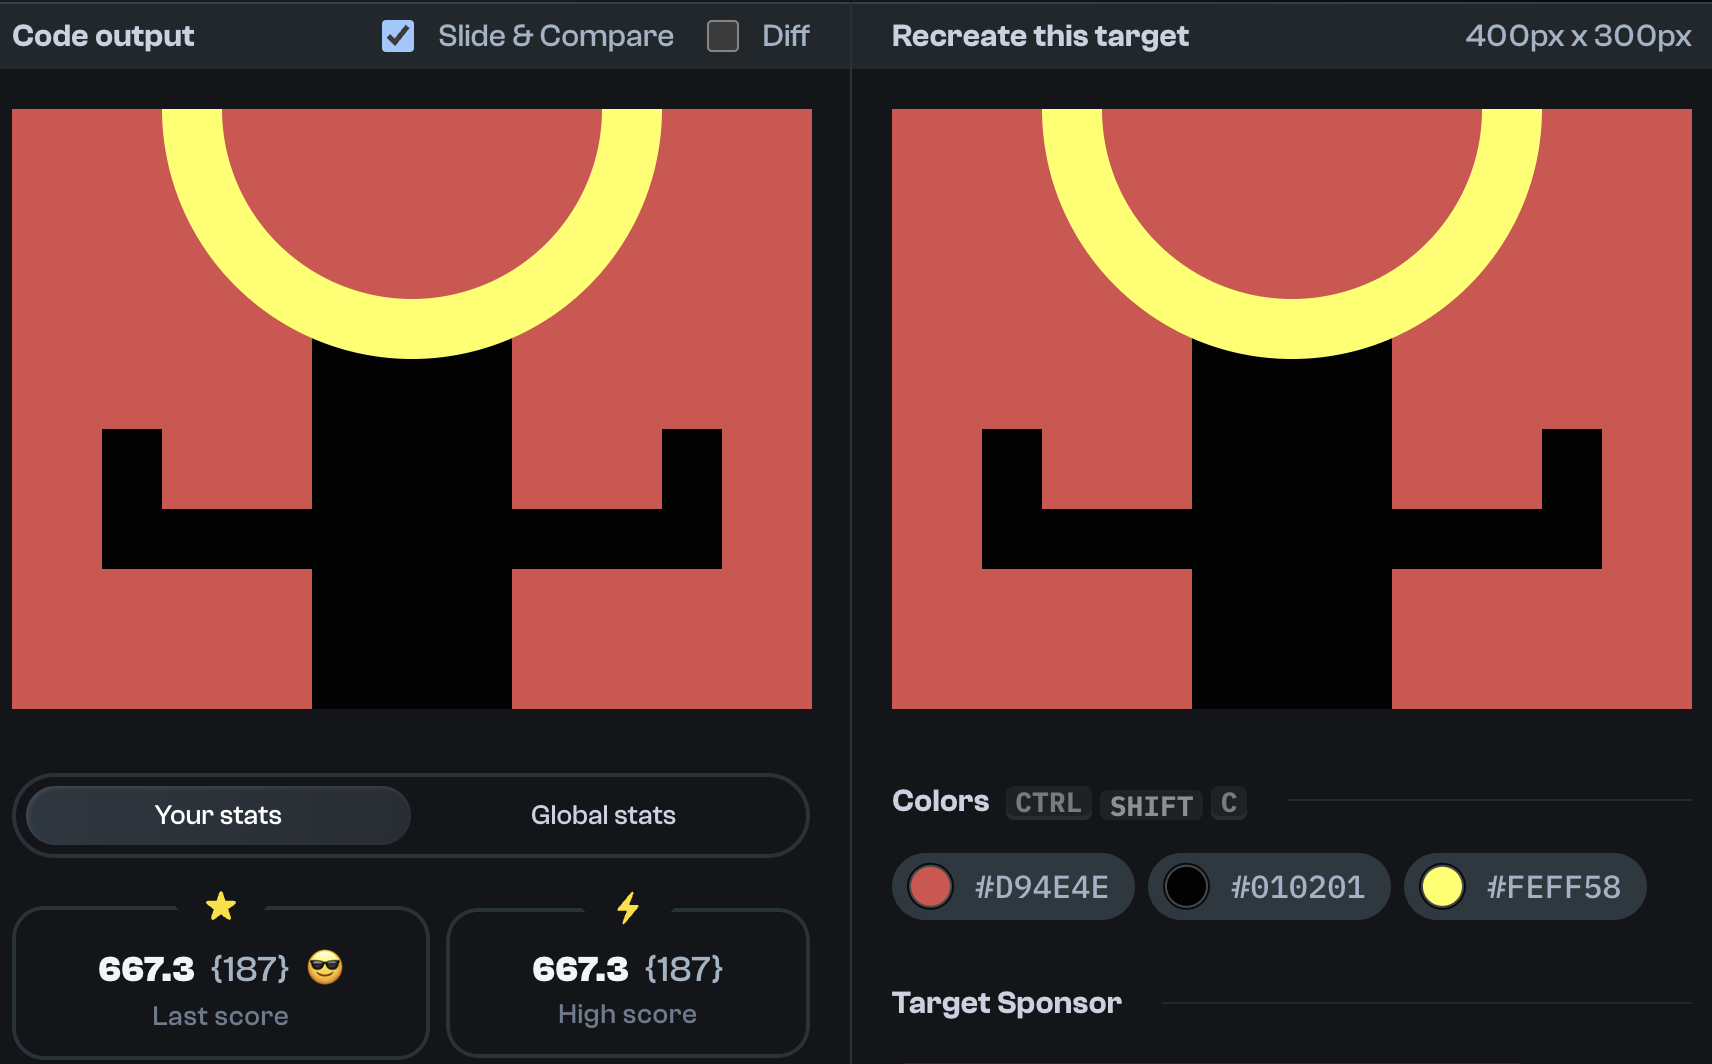 Code output
Slide & Compare
Diff
Recreate this target
400px x 300px
Your stats
Global stats
667.3 {187}
Last score
667.3 {187}
High score
Colors CTRL SHIFT C
#D94E4E
#010201
#FEFF58
Target Sponsor